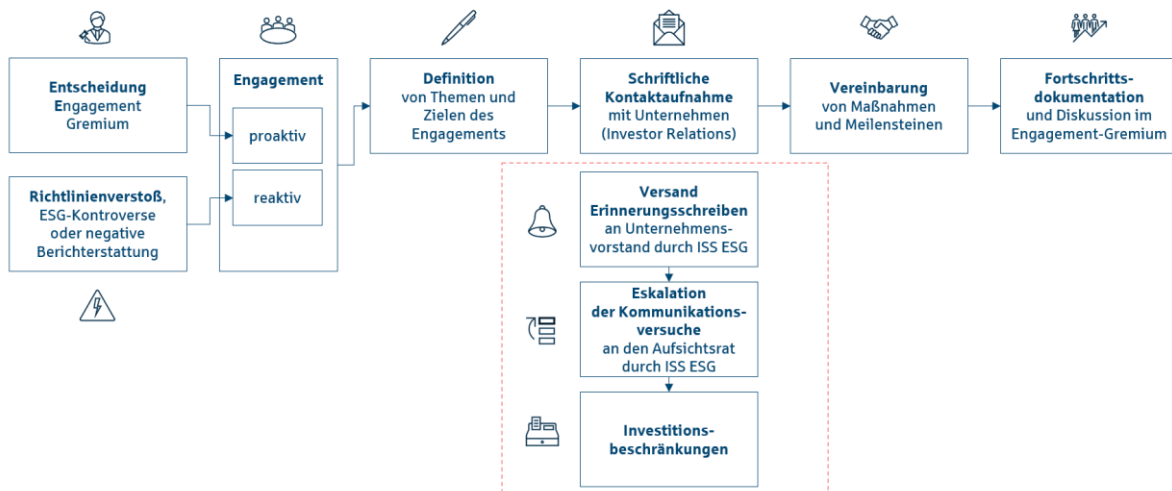 Entscheidung
Engagement
Gremium
Richtlinienverstoß,
ESG-Kontroverse
oder negative
Berichterstattung
Engagement
proaktiv
reaktiv
Definition
von Themen und
Zielen des
Engagements
Schriftliche
Kontaktaufnahme
mit Unternehmen
(Investor Relations)
Vereinbarung
von Maßnahmen
und Meilensteinen
Fortschritts-
dokumentation
und Diskussion im
Engagement-Gremium
Versand
Erinnerungsschreiben
an Unternehmens-
vorstand durch ISS ESG
Eskalation
der Kommunikations-
versuche
an den Aufsichtsrat
durch ISS ESG
Investitions-
beschränkungen